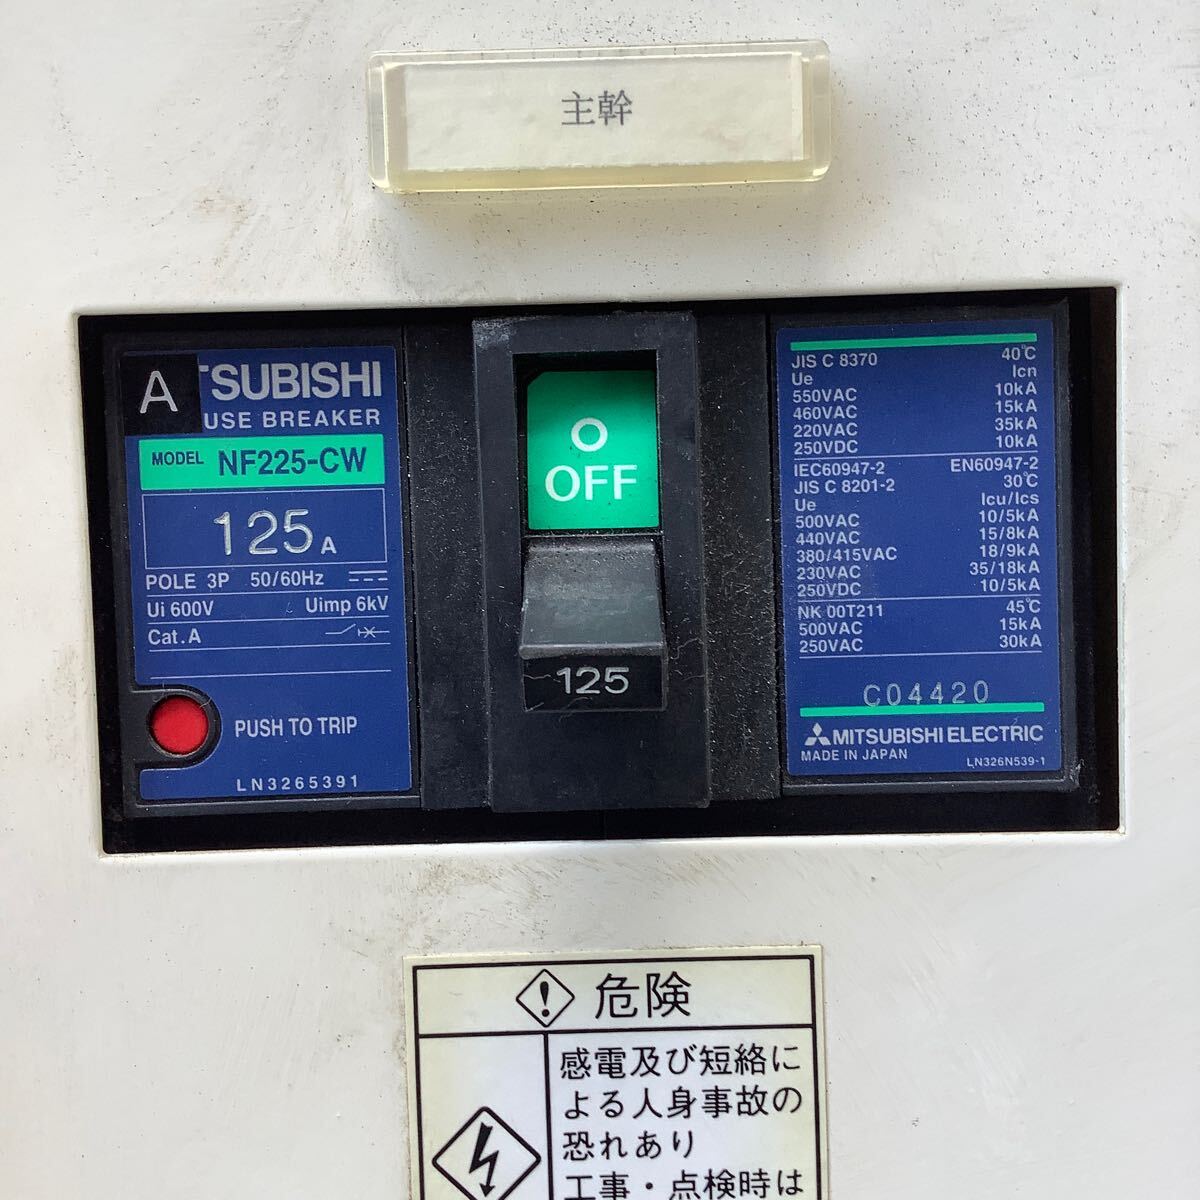 主幹
A
TSUBISHI
USE BREAKER
MODEL NF225-CW
125A
POLE 3P 50/60Hz
Ui 600V Uimp 6kV
Cat.A
PUSH TO TRIP
LN3265391
O
OFF
125
JIS C 8370 40℃
Ue Icn
550VAC 10kA
460VAC 15kA
220VAC 35kA
250VDC 10kA
IEC60947-2 EN60947-2
JIS C 8201-2 30℃
Ue Icu/Ics
500VAC 10/5kA
440VAC 15/8kA
380/415VAC 18/9kA
230VAC 35/18kA
250VDC 10/5kA
NK 00T211 45℃
500VAC 15kA
250VAC 30kA
C04420
MITSUBISHI ELECTRIC
MADE IN JAPAN LN326N539-1
危険
感電及び短絡に
よる人身事故の
恐れあり
工事・点検時は